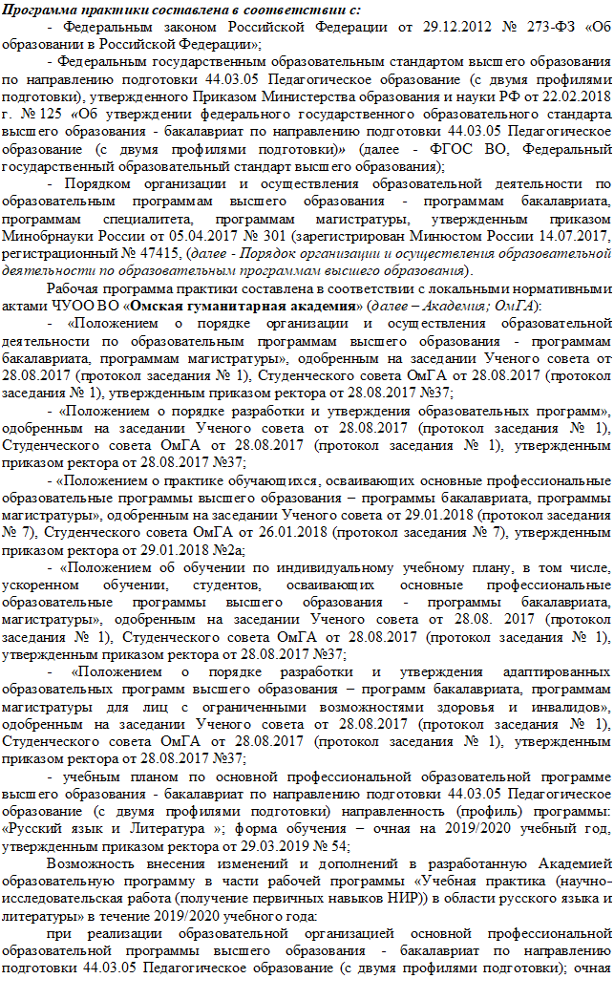 Программа практики составлена в соответствии с:
- Федеральным законом Российской Федерации от 29.12.2012 № 273-ФЗ «Об
образовании в Российской Федерации»;
- Федеральным государственным образовательным стандартом высшего образования
по направлению подготовки 44.03.05 Педагогическое образование (с двумя профилями
подготовки), утвержденного Приказом Министерства образования и науки РФ от 22.02.2018
г. № 125 «Об утверждении федерального государственного образовательного стандарта
высшего образования - бакалавриат по направлению подготовки 44.03.05 Педагогическое
образование (с двумя профилями подготовки)» (далее - ФГОС ВО, Федеральный
государственный образовательный стандарт высшего образования);
- Порядком организации и осуществления образовательной деятельности по
образовательным программам высшего образования - программам бакалавриата,
программам специалитета, программам магистратуры, утвержденным приказом
Минобрнауки России от 05.04.2017 № 301 (зарегистрирован Минюстом России 14.07.2017,
регистрационный № 47415, (далее - Порядок организации и осуществления образовательной
деятельности по образовательным программам высшего образования).
Рабочая программа практики составлена в соответствии с локальными нормативными
актами ЧУОО ВО «Омская гуманитарная академия» (далее – Академия; ОмГА):
- «Положением о порядке организации и осуществления образовательной
деятельности по образовательным программам высшего образования - программам
бакалавриата, программам магистратуры», одобренным на заседании Ученого совета от
28.08.2017 (протокол заседания № 1), Студенческого совета ОмГА от 28.08.2017 (протокол
заседания № 1), утвержденным приказом ректора от 28.08.2017 №37;
- «Положением о порядке разработки и утверждения образовательных программ»,
одобренным на заседании Ученого совета от 28.08.2017 (протокол заседания № 1),
Студенческого совета ОмГА от 28.08.2017 (протокол заседания № 1), утвержденным
приказом ректора от 28.08.2017 №37;
- «Положением о практике обучающихся, осваивающих основные профессиональные
образовательные программы высшего образования – программы бакалавриата, программы
магистратуры», одобренным на заседании Ученого совета от 29.01.2018 (протокол заседания
№ 7), Студенческого совета ОмГА от 26.01.2018 (протокол заседания № 7), утвержденным
приказом ректора от 29.01.2018 №2а;
- «Положением об обучении по индивидуальному учебному плану, в том числе,
ускоренном обучении, студентов, осваивающих основные профессиональные
образовательные программы высшего образования - программы бакалавриата,
магистратуры», одобренным на заседании Ученого совета от 28.08. 2017 (протокол
заседания № 1), Студенческого совета ОмГА от 28.08.2017 (протокол заседания № 1),
утвержденным приказом ректора от 28.08.2017 №37;
- «Положением о порядке разработки и утверждения адаптированных
образовательных программ высшего образования – программ бакалавриата, программам
магистратуры для лиц с ограниченными возможностями здоровья и инвалидов»,
одобренным на заседании Ученого совета от 28.08.2017 (протокол заседания № 1),
Студенческого совета ОмГА от 28.08.2017 (протокол заседания № 1), утвержденным
приказом ректора от 28.08.2017 №37;
- учебным планом по основной профессиональной образовательной программе
высшего образования - бакалавриат по направлению подготовки 44.03.05 Педагогическое
образование (с двумя профилями подготовки) направленность (профиль) программы:
«Русский язык и Литература »; форма обучения – очная на 2019/2020 учебный год,
утвержденным приказом ректора от 29.03.2019 № 54;
Возможность внесения изменений и дополнений в разработанную Академией
образовательную программу в части рабочей программы «Учебная практика (научно-
исследовательская работа (получение первичных навыков НИР)) в области русского языка и
литературы» в течение 2019/2020 учебного года:
при реализации образовательной организацией основной профессиональной
образовательной программы высшего образования - бакалавриат по направлению
подготовки 44.03.05 Педагогическое образование (с двумя профилями подготовки); очная